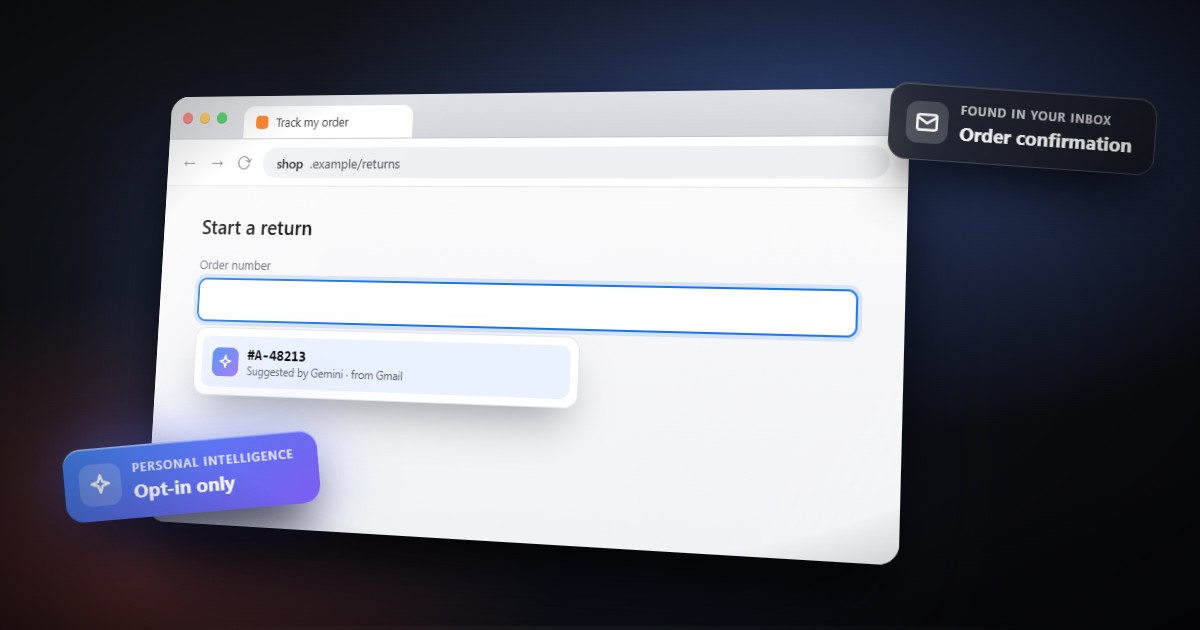 Track my order
FOUND IN YOUR INBOX
Order confirmation
shop .example/returns
Start a return
Order number
#A-48213
Suggested by Gemini · from Gmail
PERSONAL INTELLIGENCE
Opt-in only